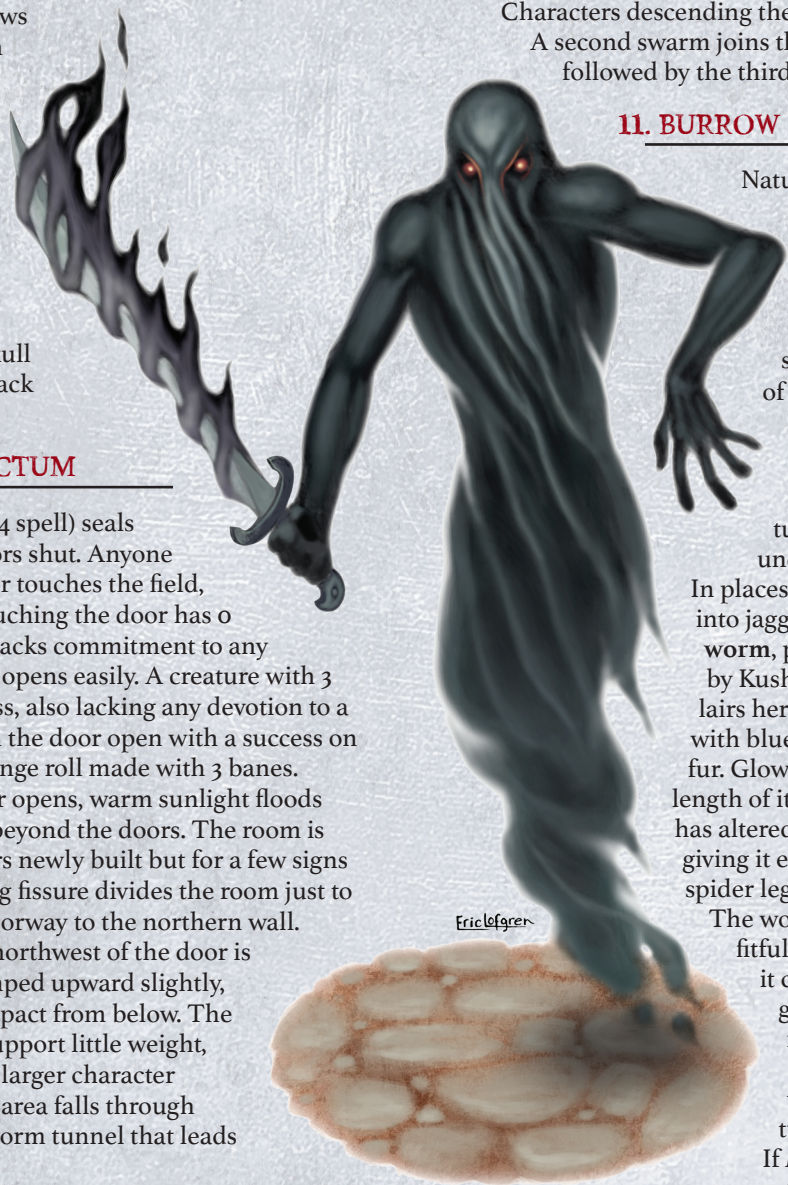 ws
ull
ack
CTUM
4 spell) seals
ors shut. Anyone
r touches the field,
uching the door has 0
acks commitment to any
opens easily. A creature with 3
ss, also lacking any devotion to a
n the door open with a success on
nge roll made with 3 banes.
r opens, warm sunlight floods
beyond the doors. The room is
rs newly built but for a few signs
g fissure divides the room just to
orway to the northern wall.
northwest of the door is
ped upward slightly,
pact from below. The
upport little weight,
larger character
area falls through
orm tunnel that leads
EricLofgren
Characters descending the
A second swarm joins th
followed by the third
11. BURROW
Natu
s
of
tu
und
In places
into jagg
worm, p
by Kush
lairs her
with blue
fur. Glow
length of it
has altered
giving it e
spider leg
The wo
fitful
it c
g
t
If